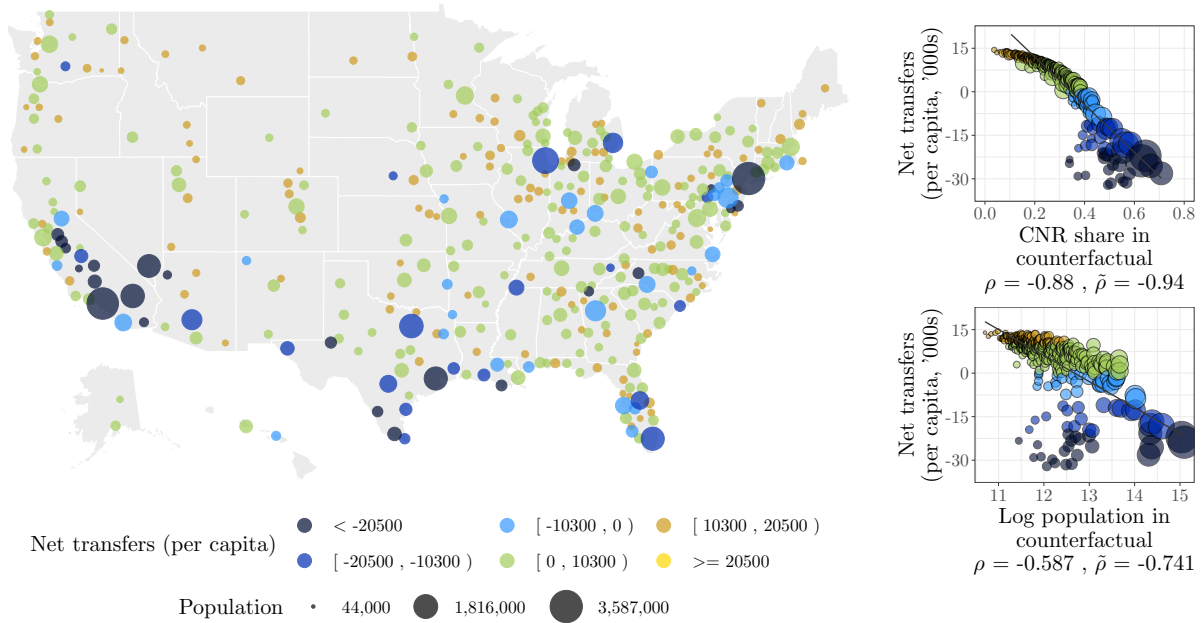 Net transfers
(per capita, '000s)
15
0
-15
-30
0.0 0.2 0.4 0.6 0.8
CNR share in
counterfactual
ρ = -0.88 , ρ̃ = -0.94
Net transfers
(per capita, '000s)
15
0
-15
-30
11 12 13 14 15
Log population in
counterfactual
ρ = -0.587 , ρ̃ = -0.741
Net transfers (per capita)
< -20500 [ -10300 , 0 ) [ 10300 , 20500 )
[ -20500 , -10300 ) [ 0 , 10300 ) >= 20500
Population 44,000 1,816,000 3,587,000